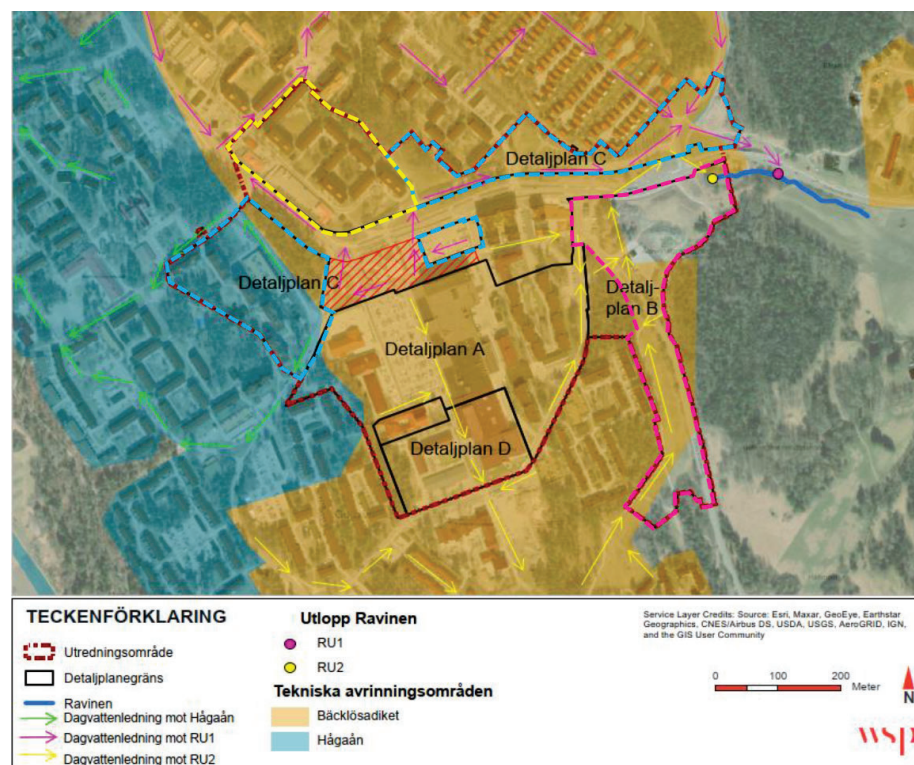 Detaljplan C
Detaljplan C
Detalj-
plan B
Detaljplan A
Detaljplan D
TECKENFÖRKLARING
Utredningsområde
Detaljplanegräns
Ravinen
Dagvattenledning mot Hågaån
Dagvattenledning mot RU1
Dagvattenledning mot RU2
Utlopp Ravinen
RU1
RU2
Tekniska avrinningsområden
Bäcklösadiket
Hågaån
Service Layer Credits: Source: Esri, Maxar, GeoEye, Earthstar
Geographics, CNES/Airbus DS, USDA, USGS, AeroGRID, IGN,
and the GIS User Community
0 100 200
Meter
N
wsp